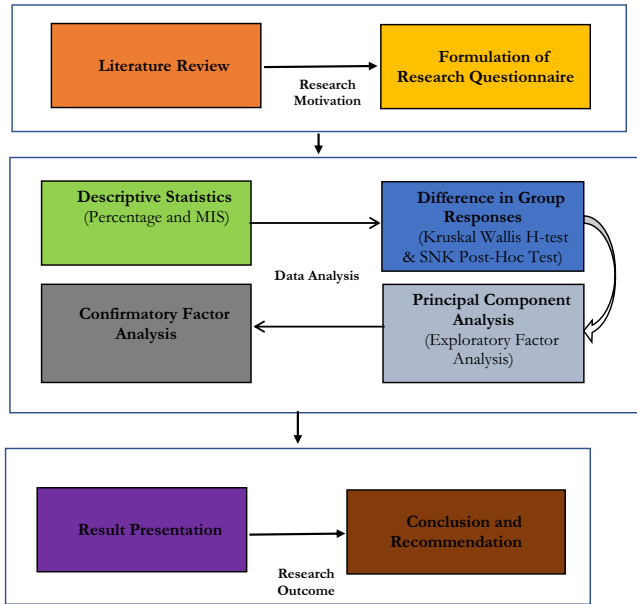 Literature Review
Research
Motivation
Formulation of
Research Questionnaire
Descriptive Statistics
(Percentage and MIS)
Difference in Group
Responses
(Kruskal Wallis H-test
& SNK Post-Hoc Test)
Data Analysis
Confirmatory Factor
Analysis
Principal Component
Analysis
(Exploratory Factor
Analysis)
Result Presentation
Research
Outcome
Conclusion and
Recommendation